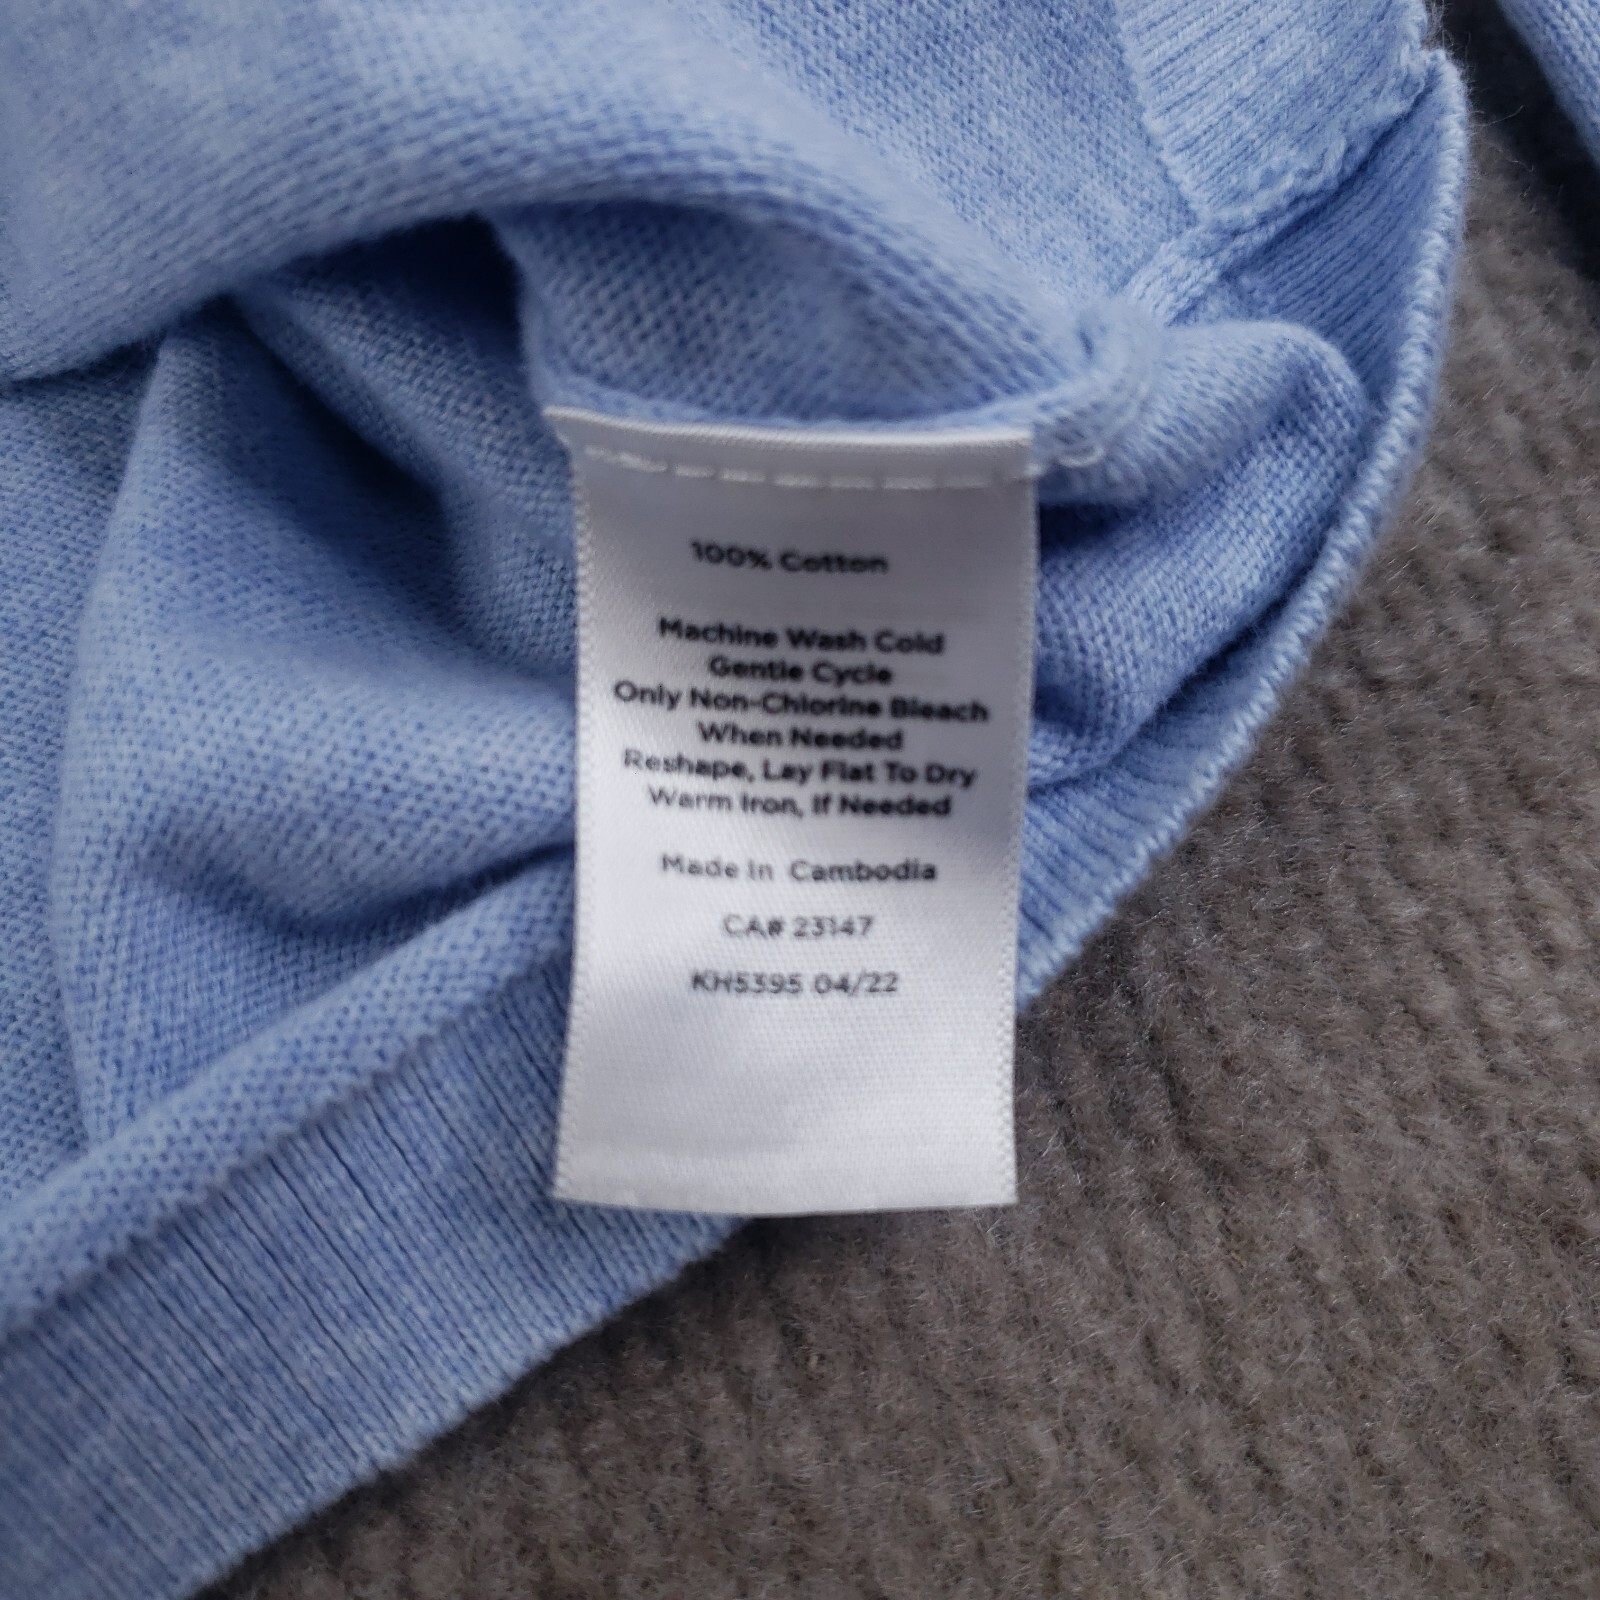 100% Cotton
Machine Wash Cold
Gentle Cycle
Only Non-Chlorine Bleach
When Needed
Reshape, Lay Flat To Dry
Warm Iron, If Needed
Made In Cambodia
CA# 23147
KH5395 04/22